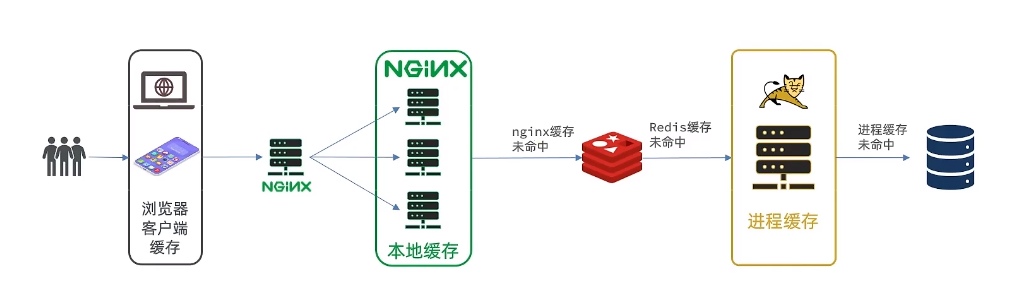 浏览器
客户端
缓存
NGINX
NGINX
本地缓存
nginx缓存
未命中
Redis缓存
未命中
进程缓存
进程缓存
未命中